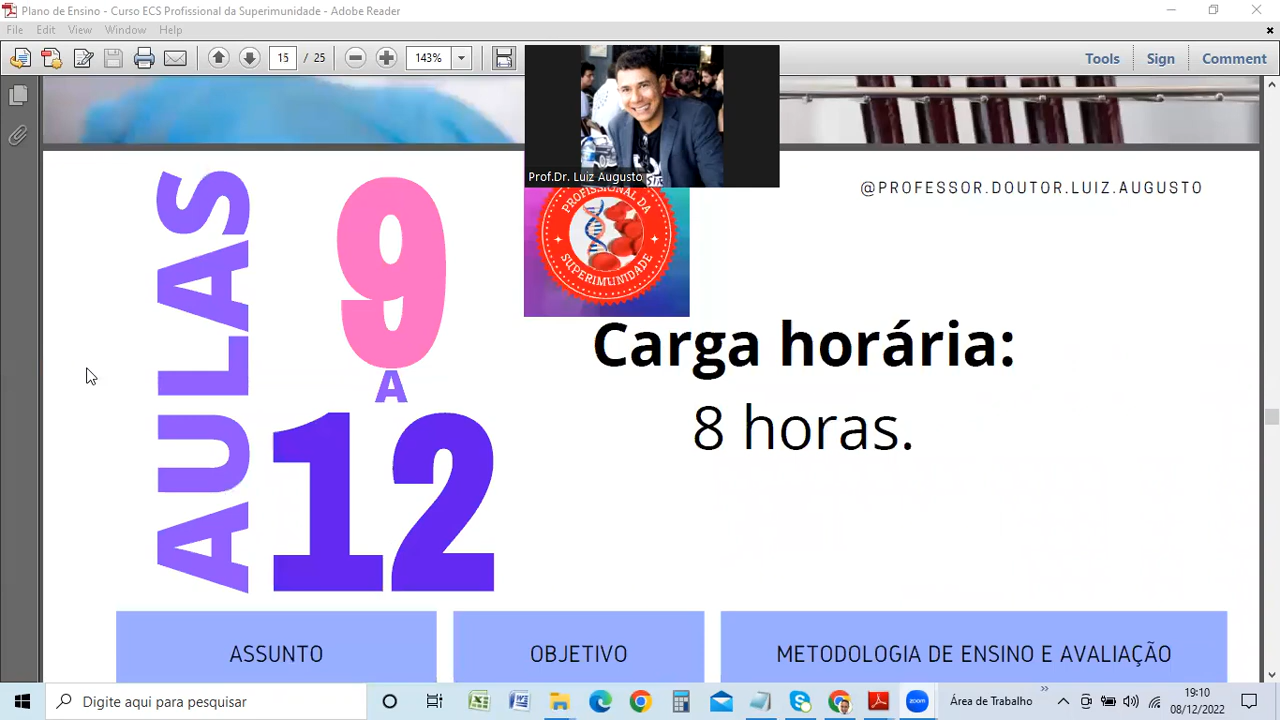 Plano de Ensino - Curso ECS Profissional da Superimunidade - Adobe Reader
File Edit View Window Help
15 / 25 143% Tools Sign Comment
Prof.Dr. Luiz Augusto
PROFISSIONAL DA
SUPERIMUNIDADE
@PROFESSOR.DOUTOR.LUIZ.AUGUSTO
AULAS
9
A
12
Carga horária:
8 horas.
ASSUNTO
OBJETIVO
METODOLOGIA DE ENSINO E AVALIAÇÃO
Digite aqui para pesquisar
zoom
Área de Trabalho
9:10
08/12/2022